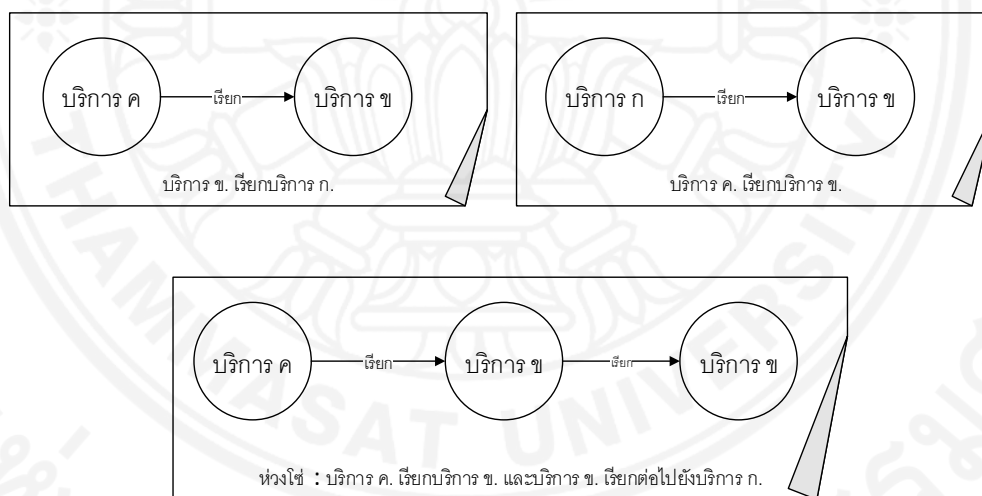 บริการ ค เรียก บริการ ข
บริการ ข. เรียกบริการ ก.
บริการ ก เรียก บริการ ข
บริการ ค. เรียกบริการ ข.
บริการ ค เรียก บริการ ข เรียก บริการ ข
ห่วงโซ่ : บริการ ค. เรียกบริการ ข. และบริการ ข. เรียกต่อไปยังบริการ ก.
THAMMASAT UNIVERSITY